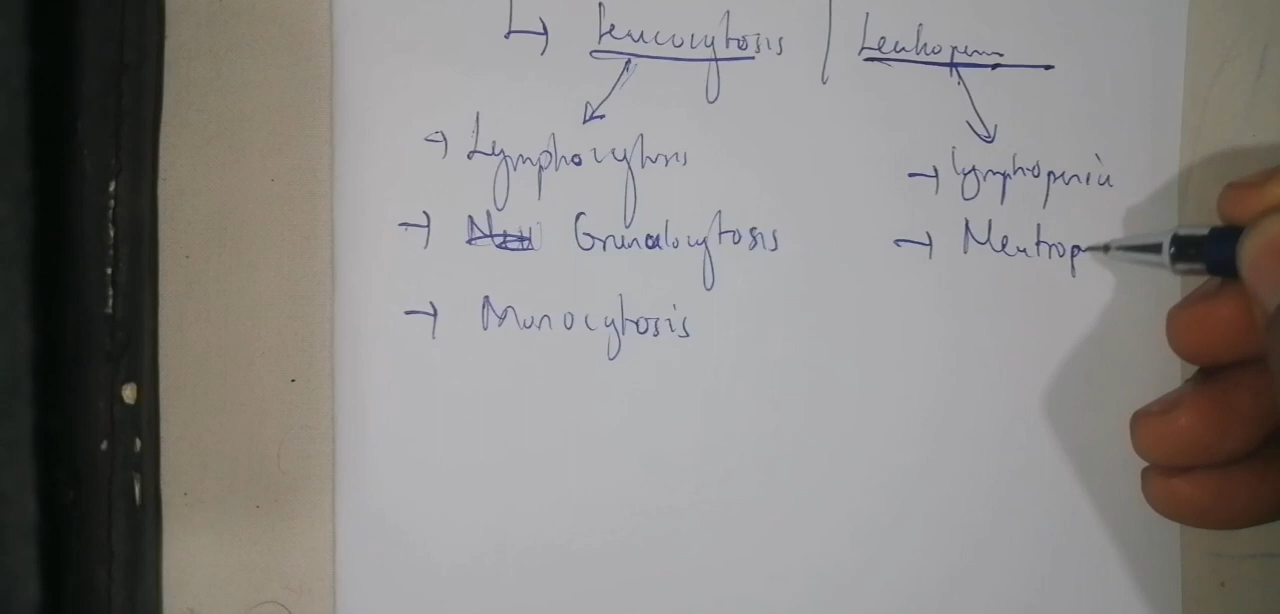 ↳ Leucocytosis | Leukopenia
→ Lymphocytosis
→ Granulocytosis
→ Monocytosis
→ lymphopenia
→ Neutrop